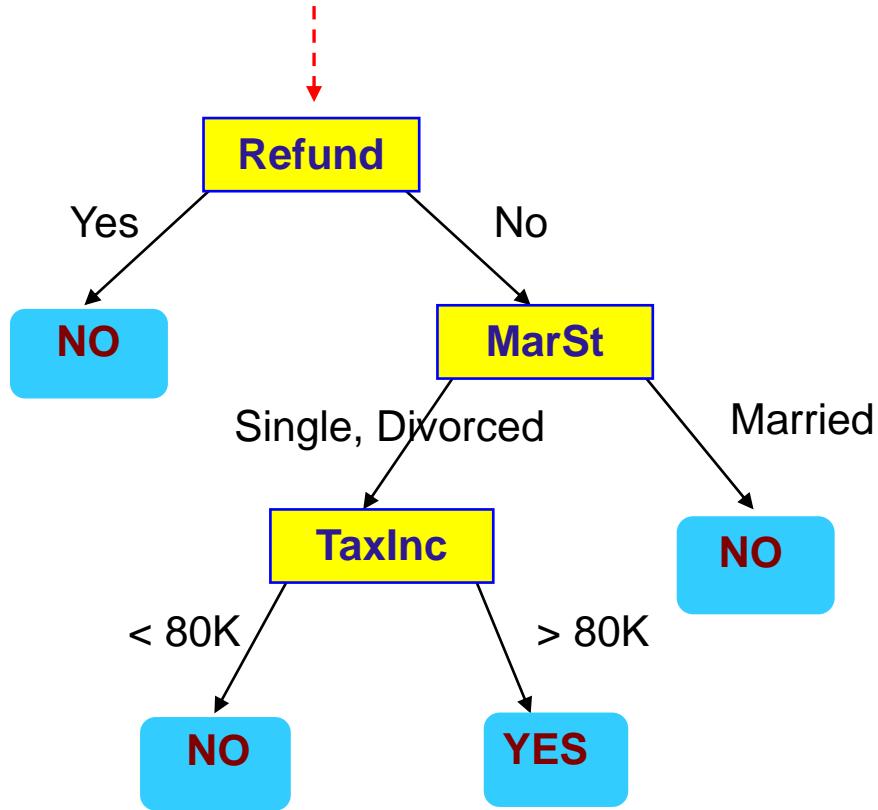 Refund
Yes
No
NO
MarSt
Single, Divorced
Married
TaxInc
NO
< 80K
> 80K
NO
YES